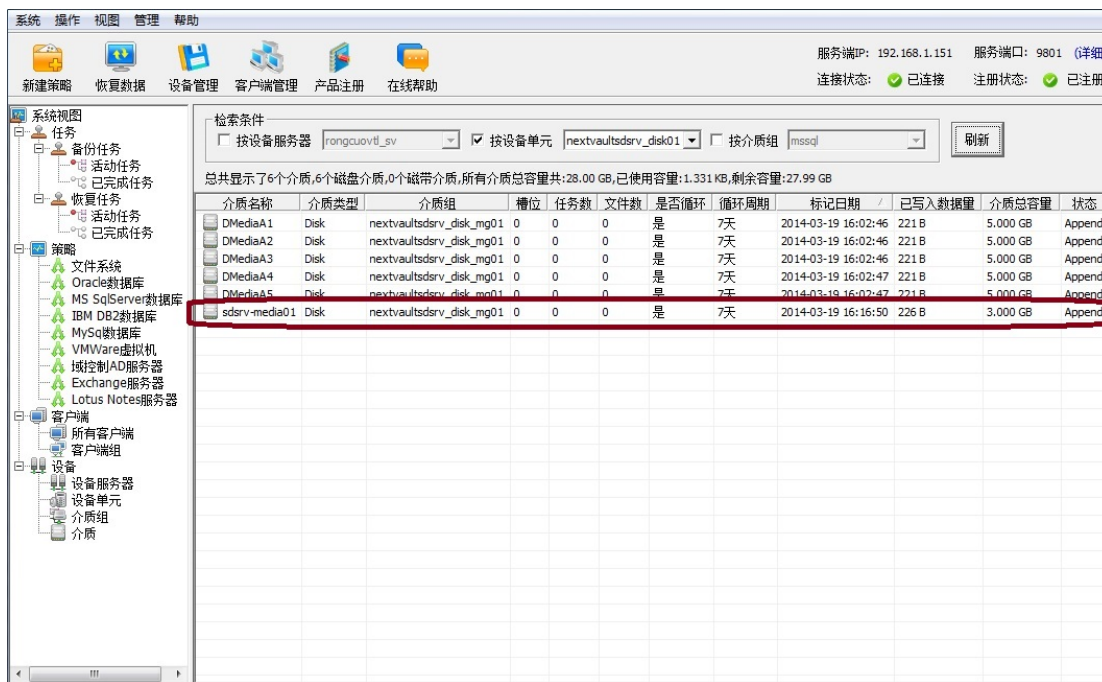 系统 操作 视图 管理 帮助
新建策略 恢复数据 设备管理 客户端管理 产品注册 在线帮助
服务端IP: 192.168.1.151 服务端口: 9801 (详细
连接状态: 已连接 注册状态: 已注册
系统视图
任务
备份任务
活动任务
已完成任务
恢复任务
活动任务
已完成任务
策略
文件系统
Oracle数据库
MS SqlServer数据库
IBM DB2数据库
MySql数据库
VMWare虚拟机
域控制AD服务器
Exchange服务器
Lotus Notes服务器
客户端
所有客户端
客户端组
设备
设备服务器
设备单元
介质组
介质
检索条件
按设备服务器 rongcuovtl_sv 按设备单元 nextvaultsdsrv_disk01 按介质组 mssql 刷新
总共显示了6个介质,6个磁盘介质,0个磁带介质,所有介质总容量共:28.00 GB,已使用容量:1.331 KB,剩余容量:27.99 GB
介质名称 介质类型 介质组 槽位 任务数 文件数 是否循环 循环周期 标记日期 已写入数据量 介质总容量 状态
DMediaA1 Disk nextvaultsdsrv_disk_mg01 0 0 0 是 7天 2014-03-19 16:02:46 221 B 5.000 GB Append
DMediaA2 Disk nextvaultsdsrv_disk_mg01 0 0 0 是 7天 2014-03-19 16:02:46 221 B 5.000 GB Append
DMediaA3 Disk nextvaultsdsrv_disk_mg01 0 0 0 是 7天 2014-03-19 16:02:46 221 B 5.000 GB Append
DMediaA4 Disk nextvaultsdsrv_disk_mg01 0 0 0 是 7天 2014-03-19 16:02:47 221 B 5.000 GB Append
DMediaA5 Disk nextvaultsdsrv_disk_mg01 0 0 0 是 7天 2014-03-19 16:02:47 221 B 5.000 GB Append
sdsrv-media01 Disk nextvaultsdsrv_disk_mg01 0 0 0 是 7天 2014-03-19 16:16:50 226 B 3.000 GB Append